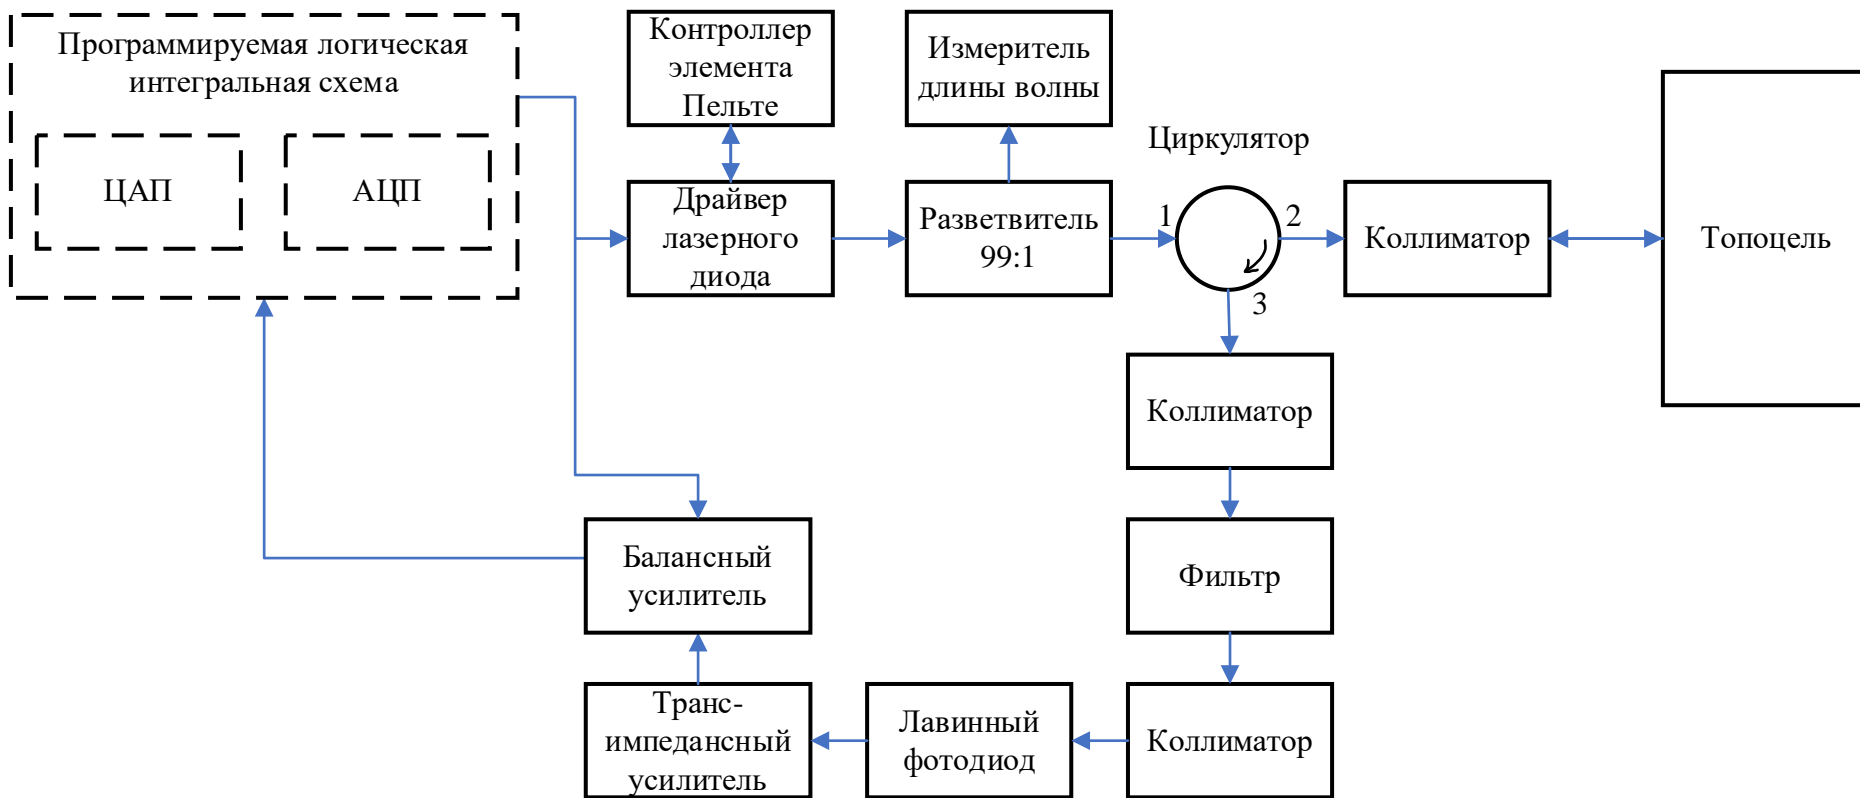 Программируемая логическая
интегральная схема
ЦАП
АЦП
Контроллер
элемента
Пельте
Измеритель
длины волны
Циркулятор
Драйвер
лазерного
диода
Разветвитель
99:1
1
2
3
Коллиматор
Топоцель
Коллиматор
Балансный
усилитель
Фильтр
Транс-
импедансный
усилитель
Лавинный
фотодиод
Коллиматор